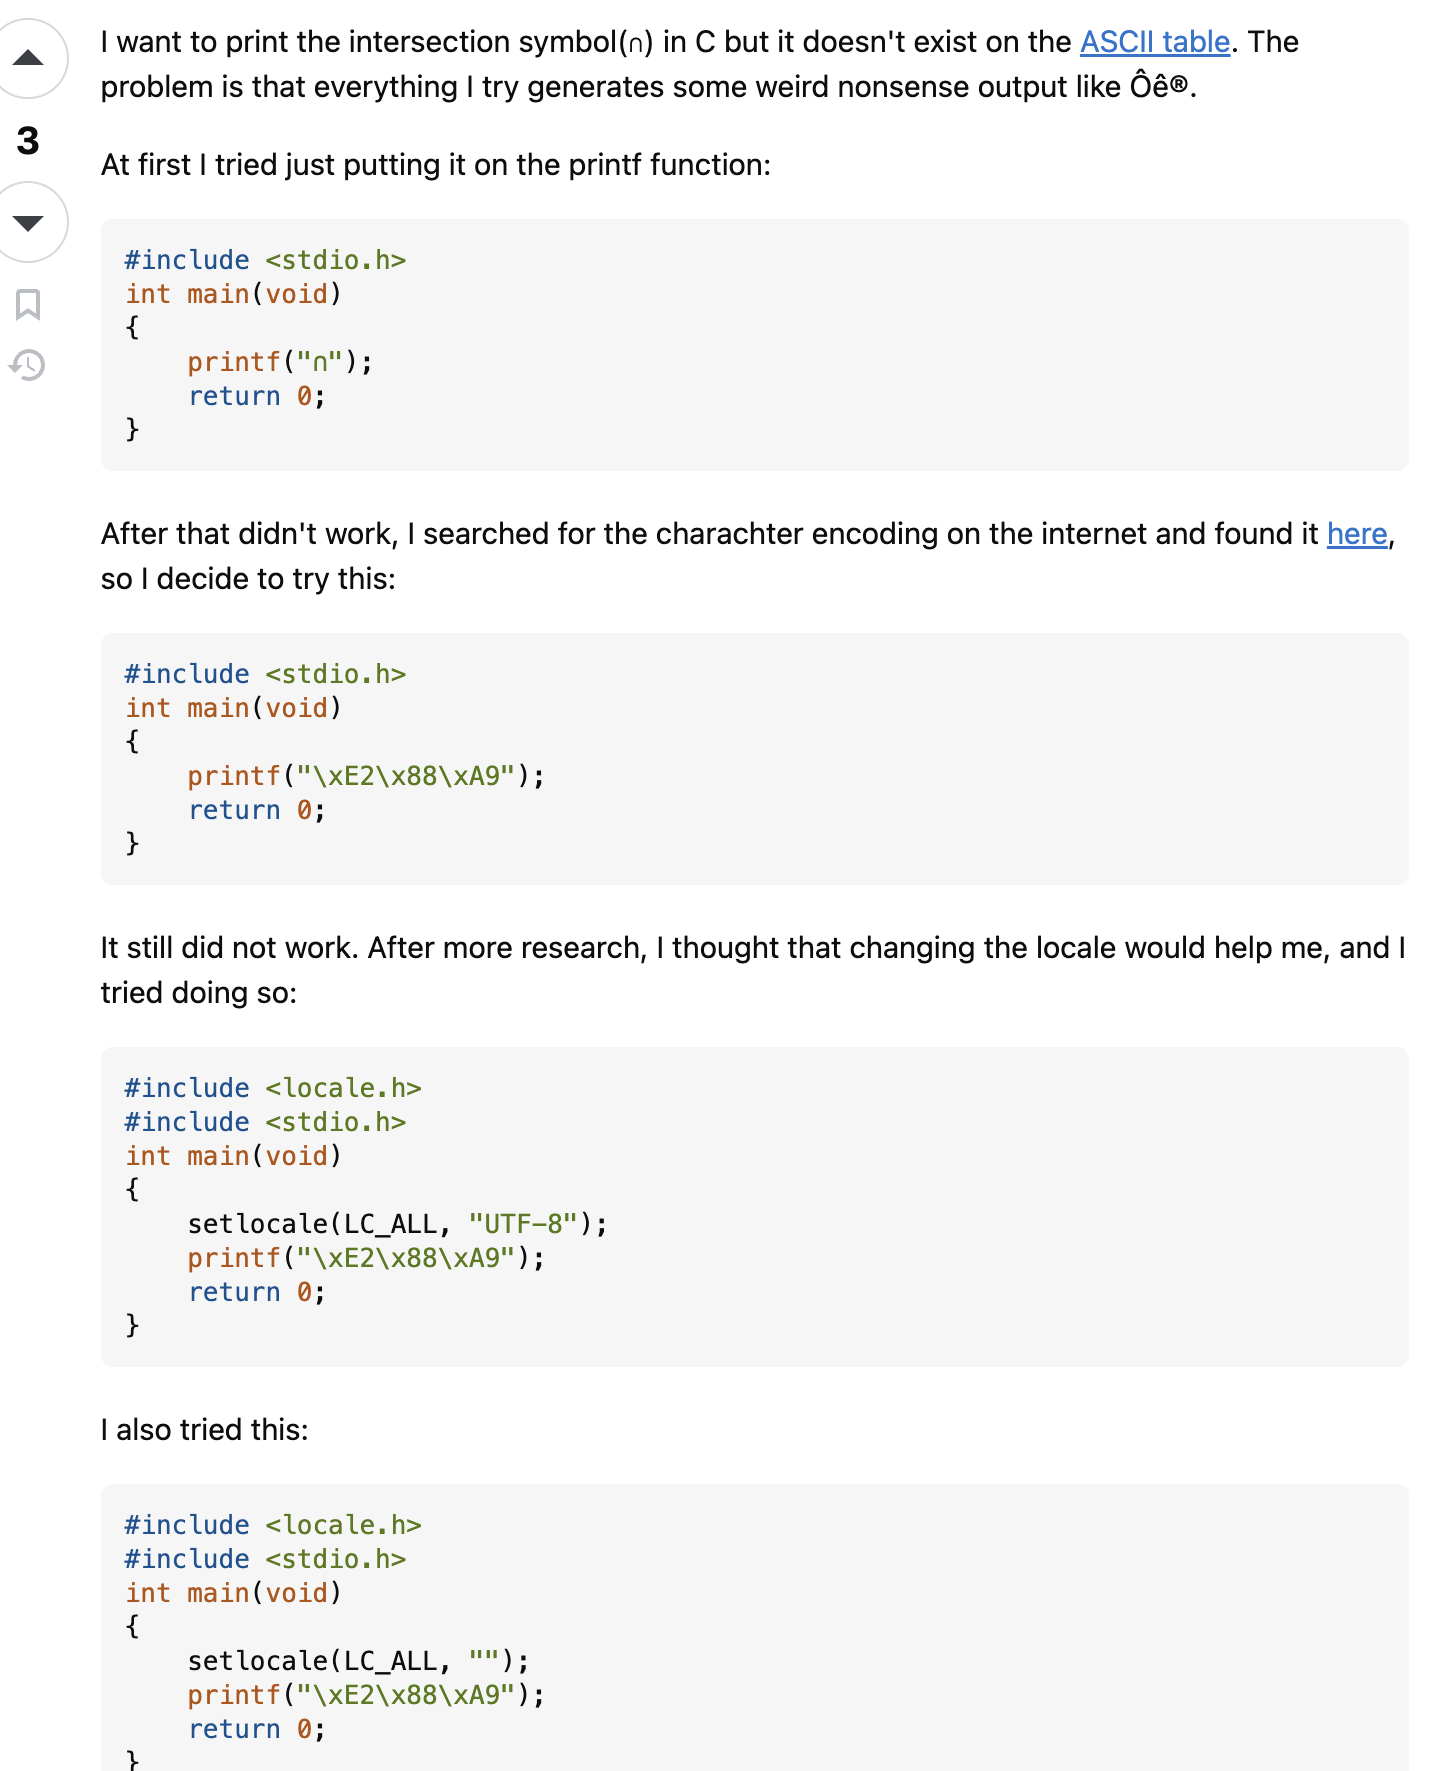 I want to print the intersection symbol(∩) in C but it doesn't exist on the ASCII table. The
problem is that everything I try generates some weird nonsense output like Ôê®.
3
At first I tried just putting it on the printf function:
#include <stdio.h>
int main(void)
{
    printf("∩");
    return 0;
}
After that didn't work, I searched for the charachter encoding on the internet and found it here,
so I decide to try this:
#include <stdio.h>
int main(void)
{
    printf("\xE2\x88\xA9");
    return 0;
}
It still did not work. After more research, I thought that changing the locale would help me, and I
tried doing so:
#include <locale.h>
#include <stdio.h>
int main(void)
{
    setlocale(LC_ALL, "UTF-8");
    printf("\xE2\x88\xA9");
    return 0;
}
I also tried this:
#include <locale.h>
#include <stdio.h>
int main(void)
{
    setlocale(LC_ALL, "");
    printf("\xE2\x88\xA9");
    return 0;
}